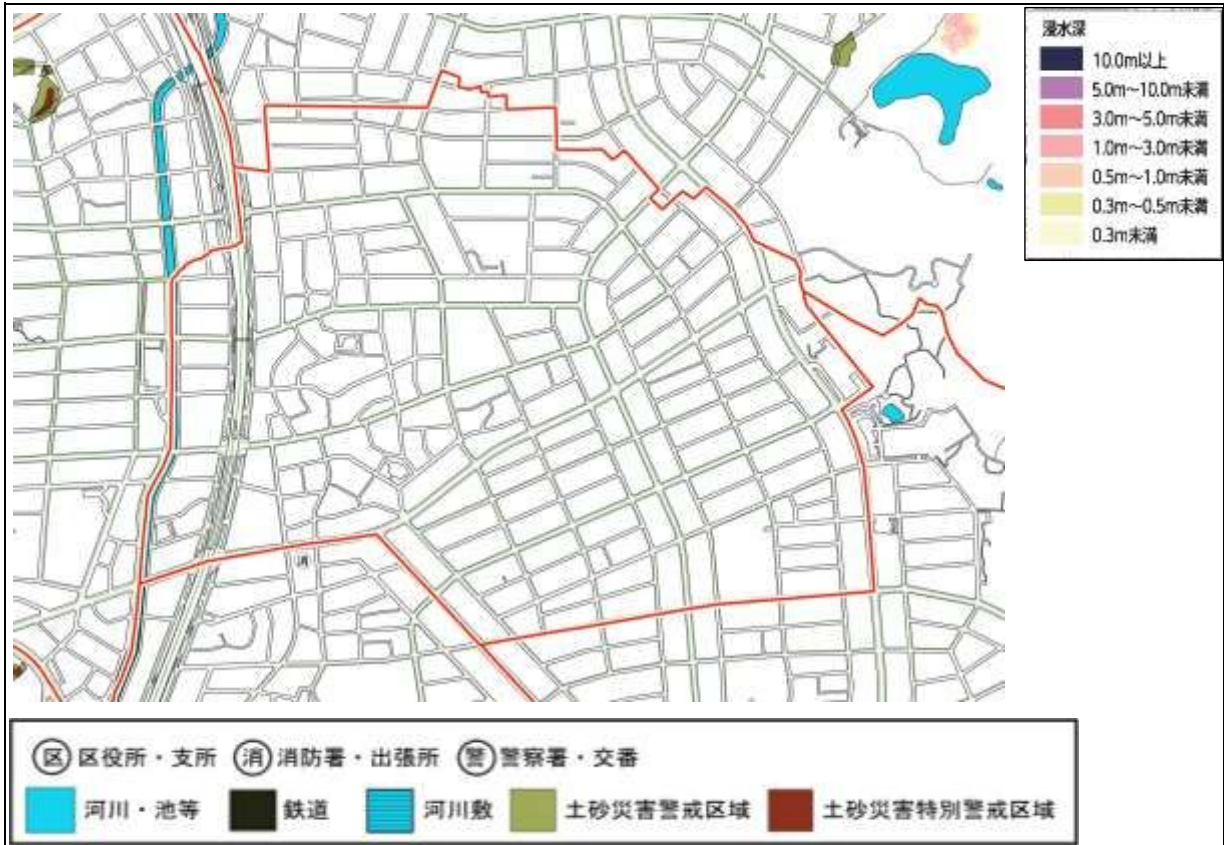 浸水深
10.0m以上
5.0m～10.0m未満
3.0m～5.0m未満
1.0m～3.0m未満
0.5m～1.0m未満
0.3m～0.5m未満
0.3m未満
消
区 区役所・支所 消 消防署・出張所 警 警察署・交番
河川・池等 鉄道 河川敷 土砂災害警戒区域 土砂災害特別警戒区域